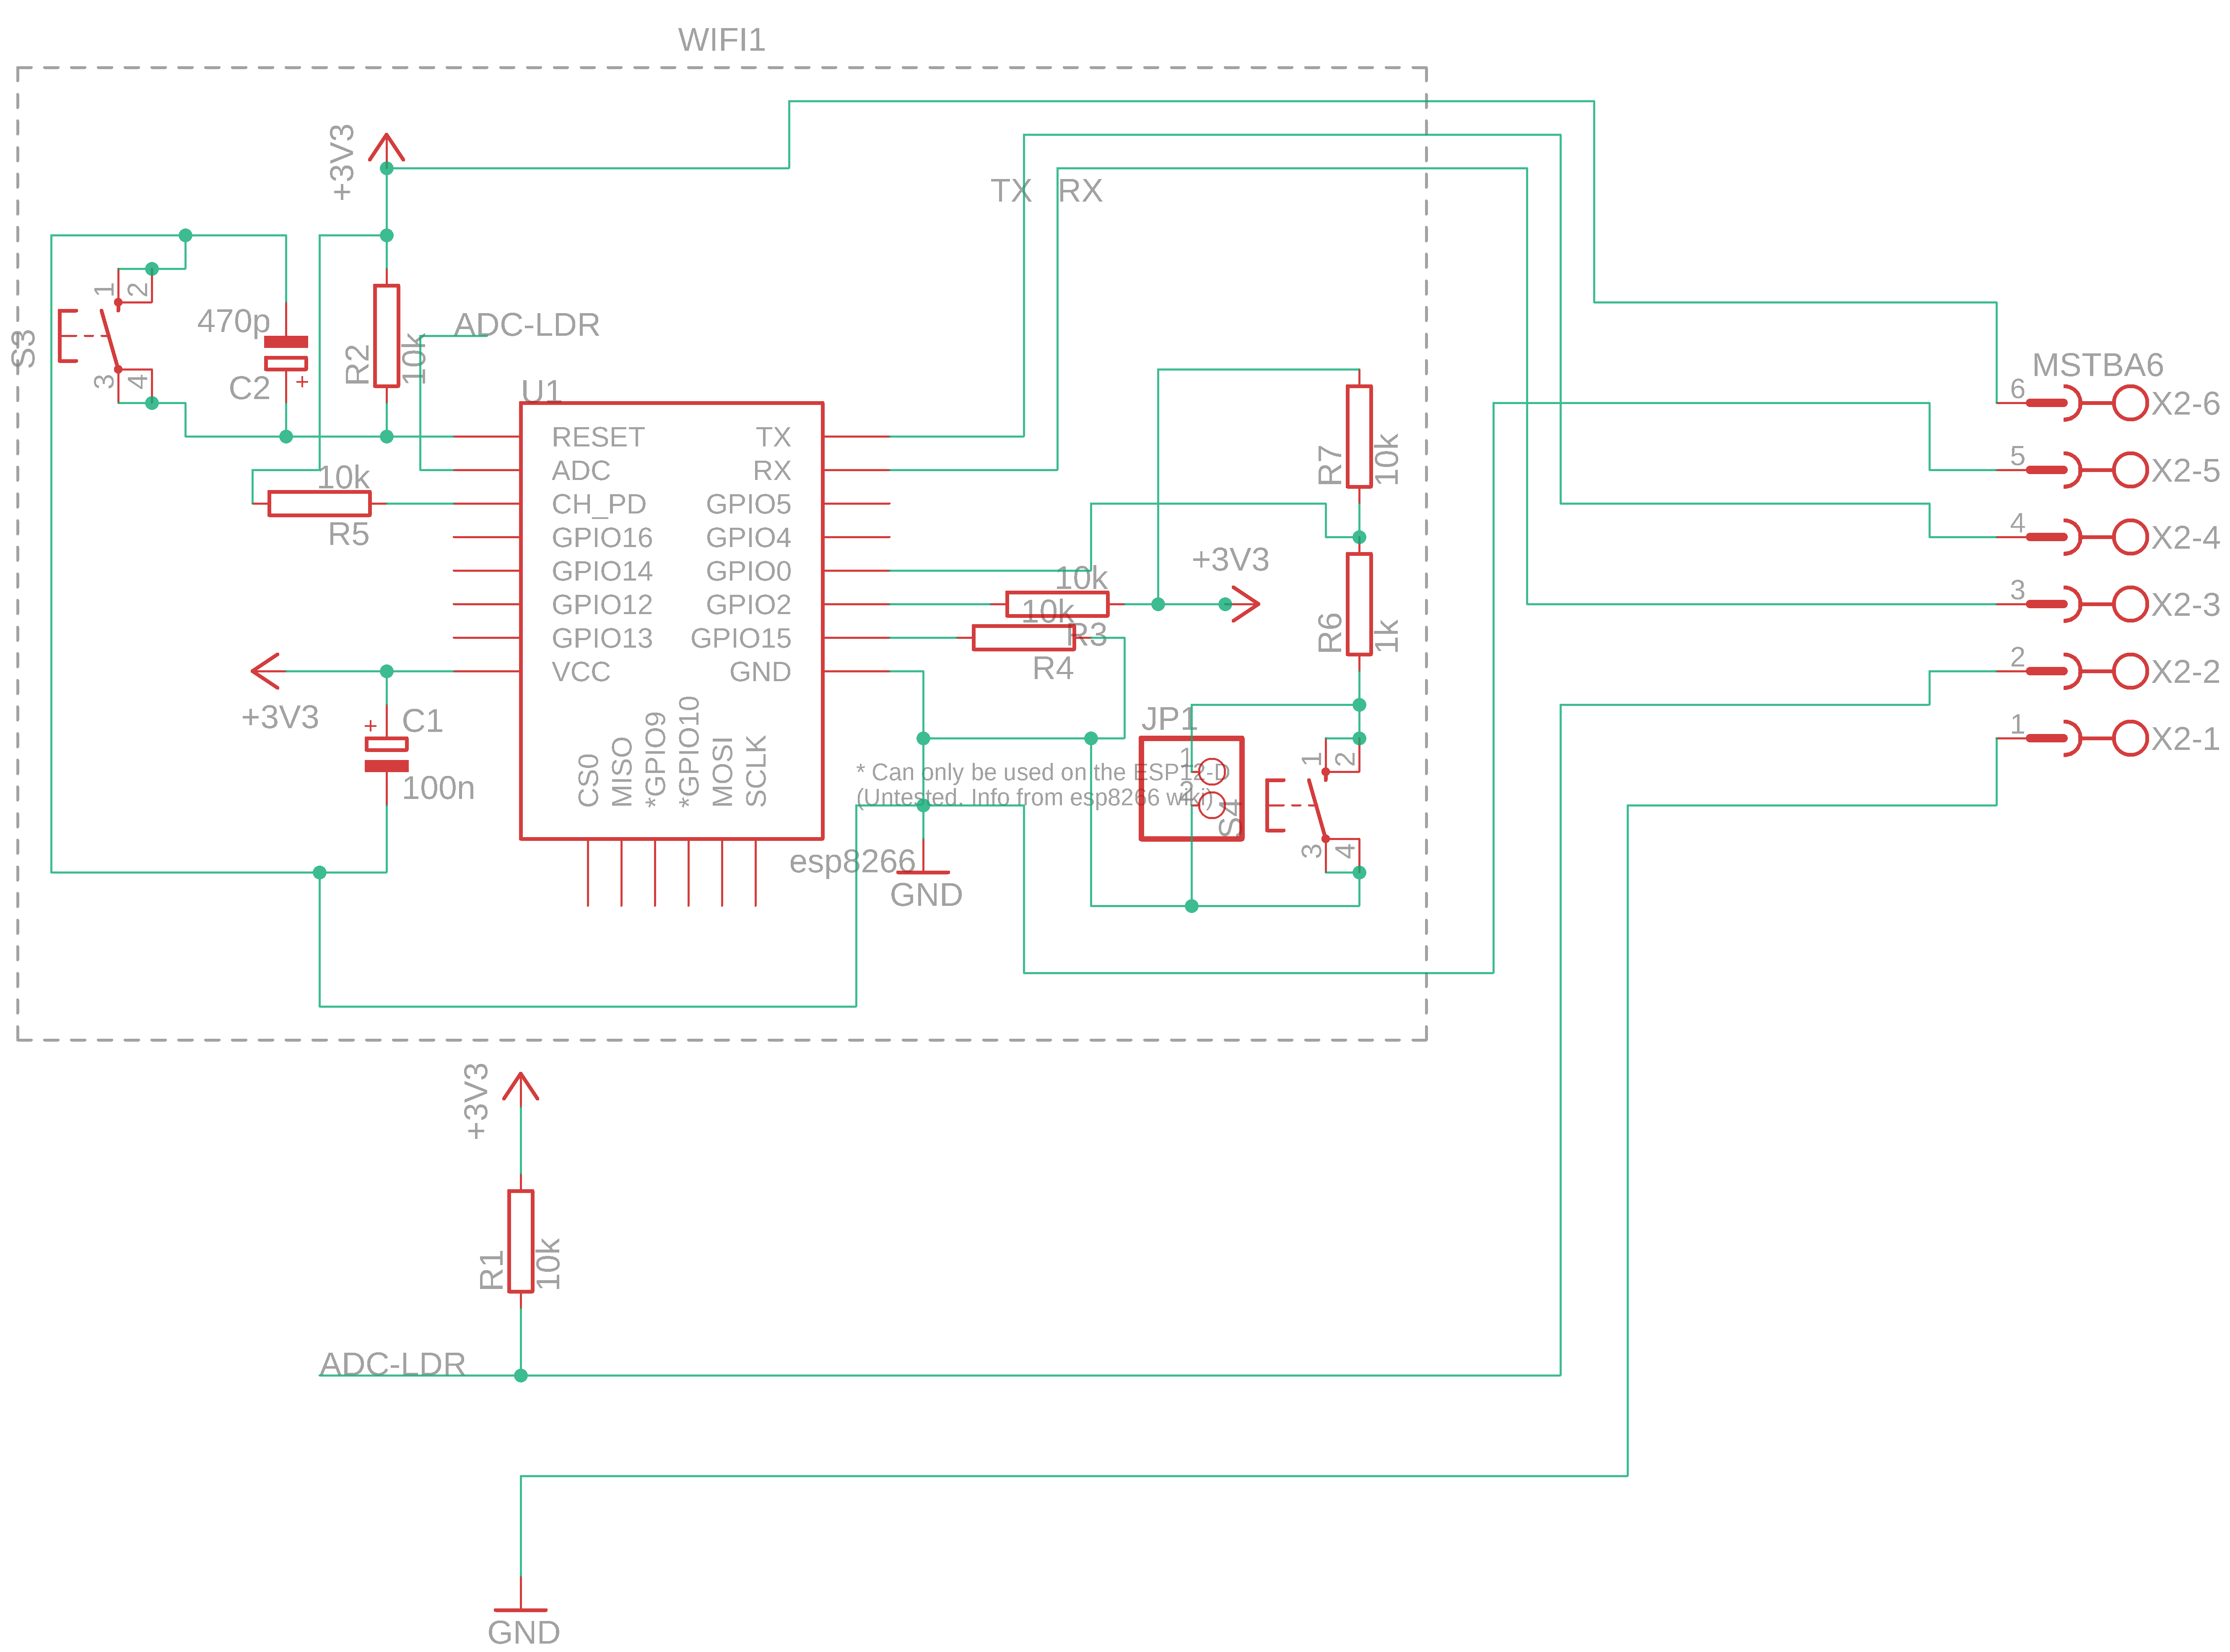 WIFI1
+3V3
TX
RX
1
2
3
4
S3
470p
C2
+
R2
10k
ADC-LDR
U1
RESET
ADC
CH_PD
GPIO16
GPIO14
GPIO12
GPIO13
VCC
TX
RX
GPIO5
GPIO4
GPIO0
GPIO2
GPIO15
GND
CS0
MISO
*GPIO9
*GPIO10
MOSI
SCLK
10k
R5
+3V3
+
C1
100n
esp8266
GND
* Can only be used on the ESP12-D
(Untested. Info from esp8266 wiki)
10k
R3
10k
R4
+3V3
R7
10k
R6
1k
JP1
1
2
S4
1
2
3
4
MSTBA6
6
X2-6
5
X2-5
4
X2-4
3
X2-3
2
X2-2
1
X2-1
+3V3
R1
10k
ADC-LDR
GND